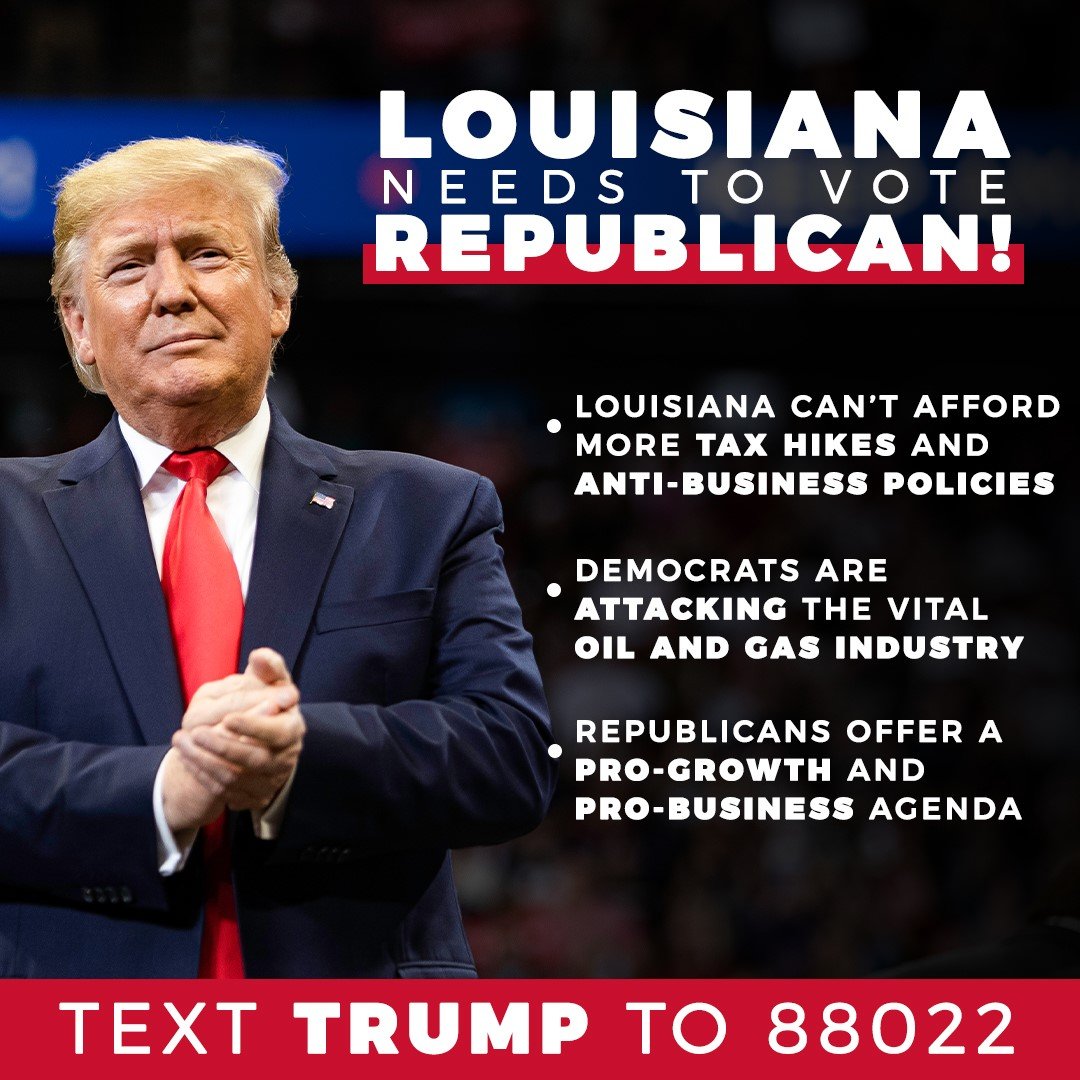 LOUISIANA
NEEDS TO VOTE
REPUBLICAN!
• LOUISIANA CAN'T AFFORD
MORE TAX HIKES AND
ANTI-BUSINESS POLICIES
• DEMOCRATS ARE
ATTACKING THE VITAL
OIL AND GAS INDUSTRY
• REPUBLICANS OFFER A
PRO-GROWTH AND
PRO-BUSINESS AGENDA
TEXT TRUMP TO 88022